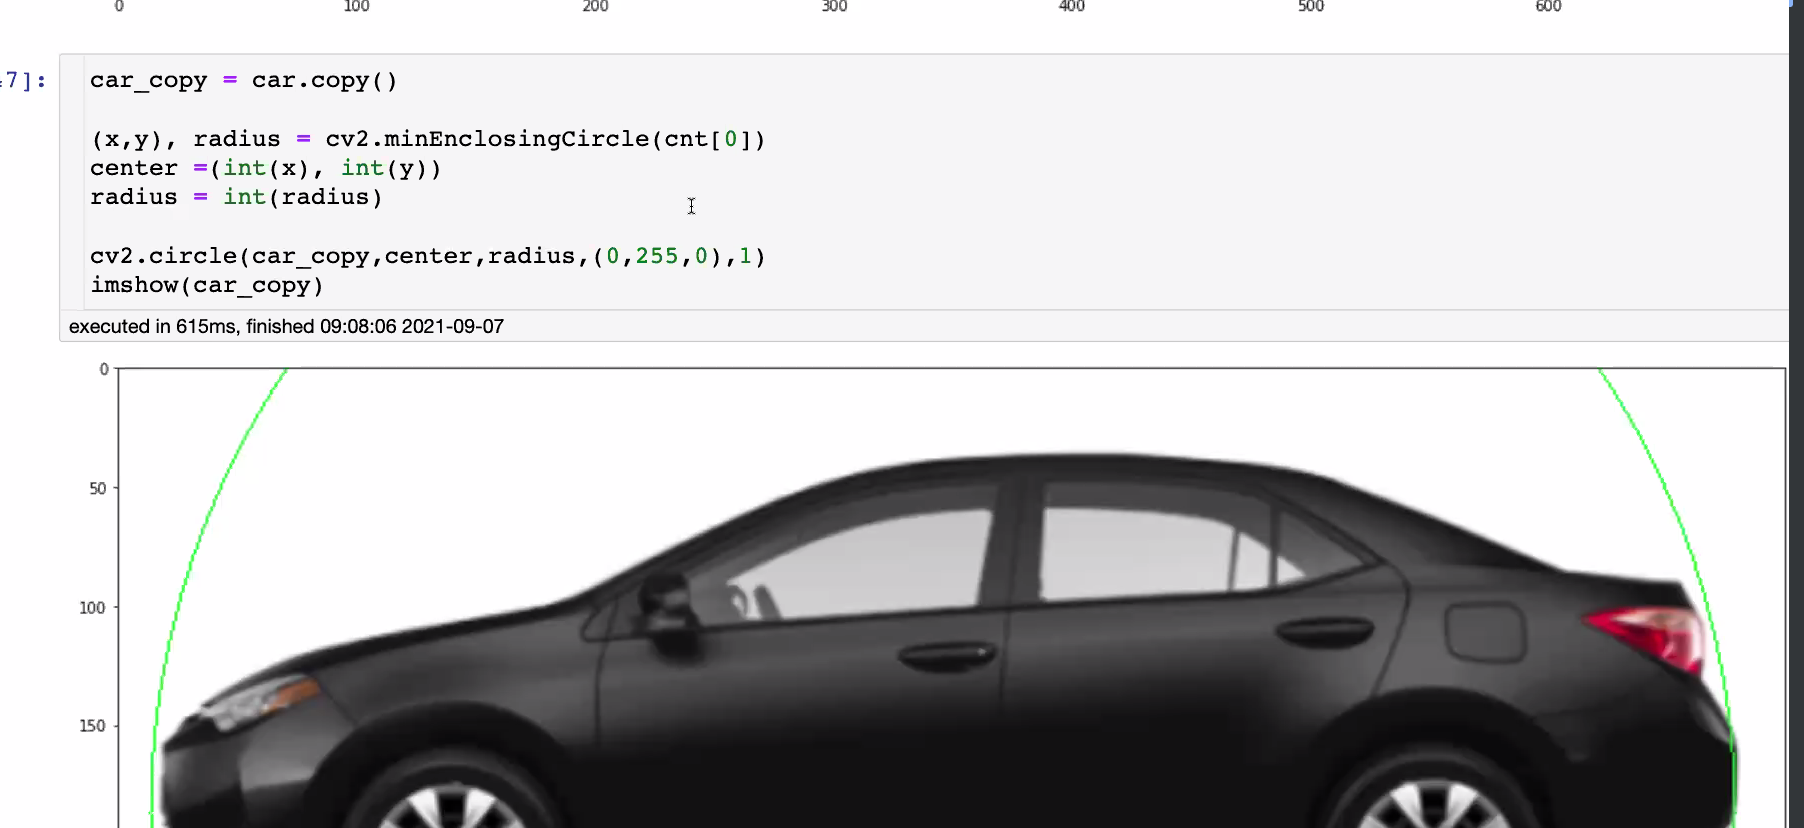 0 100 200 300 400 500 600
7]:
car_copy = car.copy()
(x,y), radius = cv2.minEnclosingCircle(cnt[0])
center =(int(x), int(y))
radius = int(radius)
cv2.circle(car_copy,center,radius,(0,255,0),1)
imshow(car_copy)
executed in 615ms, finished 09:08:06 2021-09-07
0
50
100
150